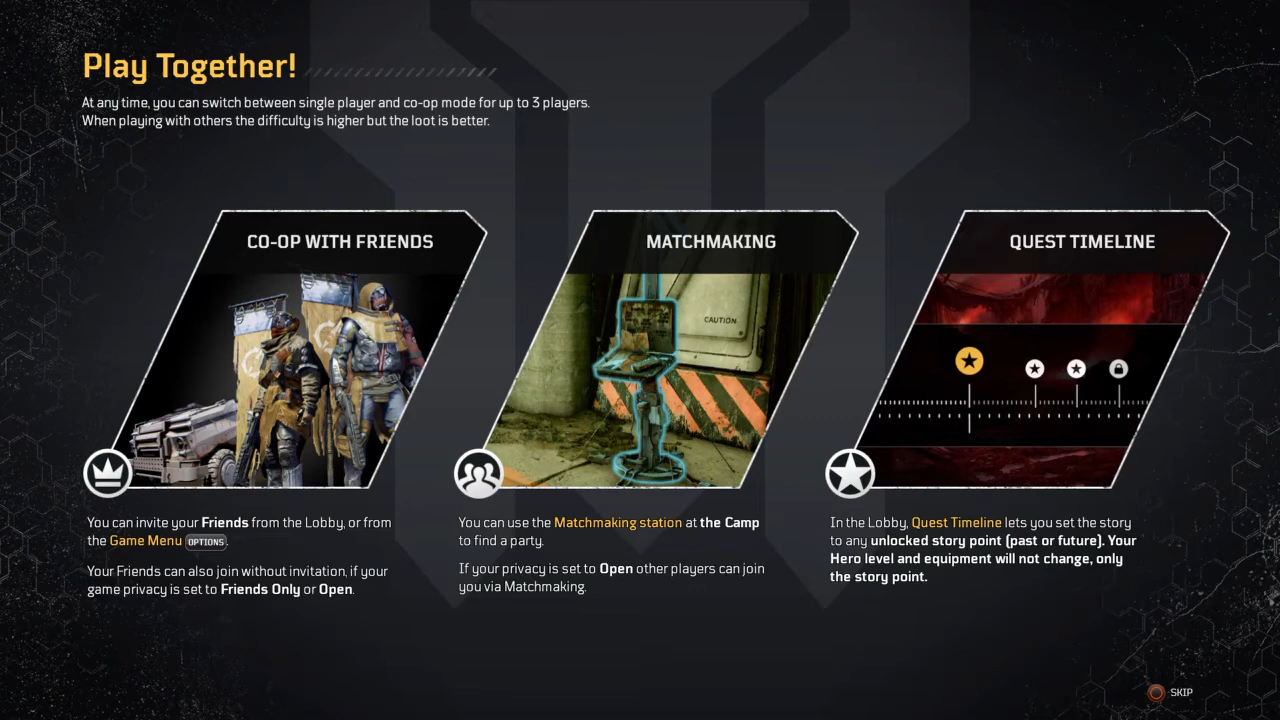 Play Together!
At any time, you can switch between single player and co-op mode for up to 3 players.
When playing with others the difficulty is higher but the loot is better.
CO-OP WITH FRIENDS
You can invite your Friends from the Lobby, or from
the Game Menu OPTIONS.
Your Friends can also join without invitation, if your
game privacy is set to Friends Only or Open.
MATCHMAKING
CAUTION
You can use the Matchmaking station at the Camp
to find a party.
If your privacy is set to Open other players can join
you via Matchmaking.
QUEST TIMELINE
In the Lobby, Quest Timeline lets you set the story
to any unlocked story point (past or future). Your
Hero level and equipment will not change, only
the story point.
SKIP